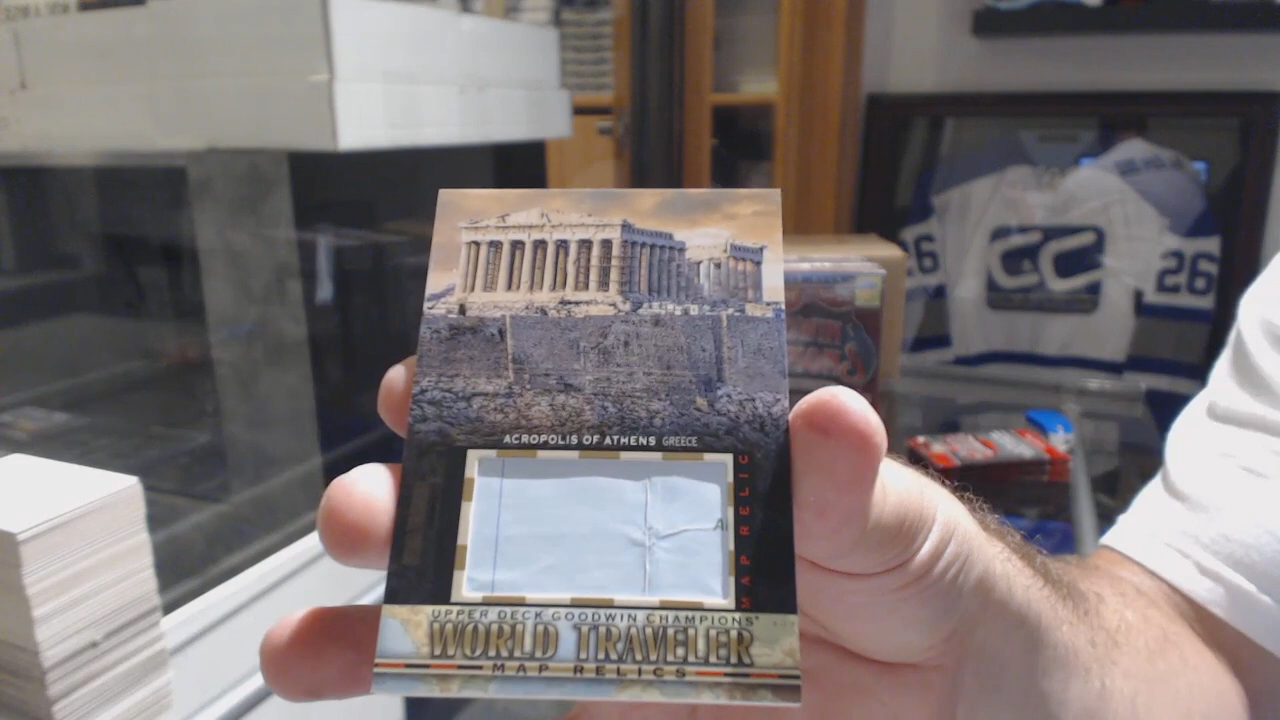 ACROPOLIS OF ATHENS GREECE
MAP RELIC
UPPER DECK GOODWIN CHAMPIONS
WORLD TRAVELER
MAP RELICS
26
CC
26